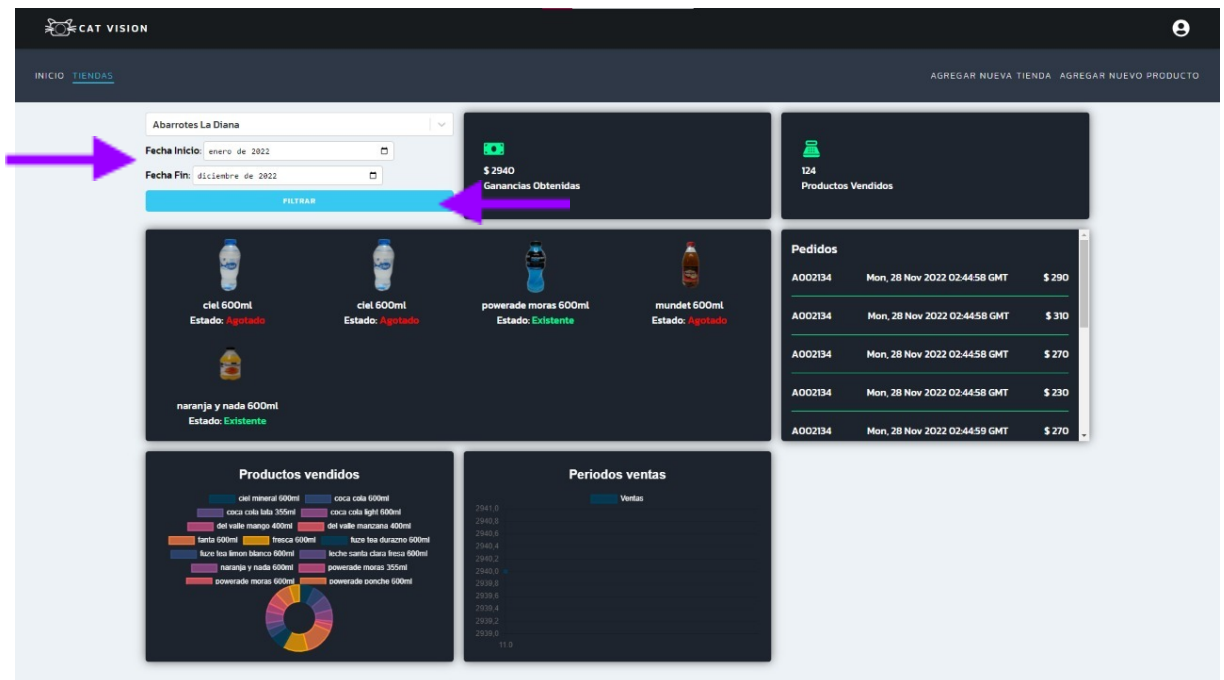 CAT VISION
INICIO TIENDAS AGREGAR NUEVA TIENDA AGREGAR NUEVO PRODUCTO
Abarrotes La Diana
Fecha Inicio: enero de 2022
Fecha Fin: diciembre de 2022
FILTRAR
$ 2940
Ganancias Obtenidas
124
Productos Vendidos
ciel 600ml
Estado: Agotado
ciel 600ml
Estado: Agotado
powerade moras 600ml
Estado: Existente
mundet 600ml
Estado: Agotado
naranja y nada 600ml
Estado: Existente
Pedidos
A002134 Mon, 28 Nov 2022 02:44:58 GMT $ 290
A002134 Mon, 28 Nov 2022 02:44:58 GMT $ 310
A002134 Mon, 28 Nov 2022 02:44:58 GMT $ 270
A002134 Mon, 28 Nov 2022 02:44:58 GMT $ 230
A002134 Mon, 28 Nov 2022 02:44:59 GMT $ 270
Productos vendidos
ciel mineral 600ml coca cola 600ml
coca cola lata 355ml coca cola light 600ml
del valle mango 400ml del valle manzana 400ml
fanta 600ml fresca 600ml fuze tea durazno 600ml
fuze tea limon blanco 600ml leche santa clara fresa 600ml
naranja y nada 600ml powerade moras 355ml
powerade moras 600ml powerade ponche 600ml
Periodos ventas
Ventas
2941,0
2940,8
2940,6
2940,4
2940,2
2940,0
2939,8
2939,6
2939,4
2939,2
2939,0
11.0